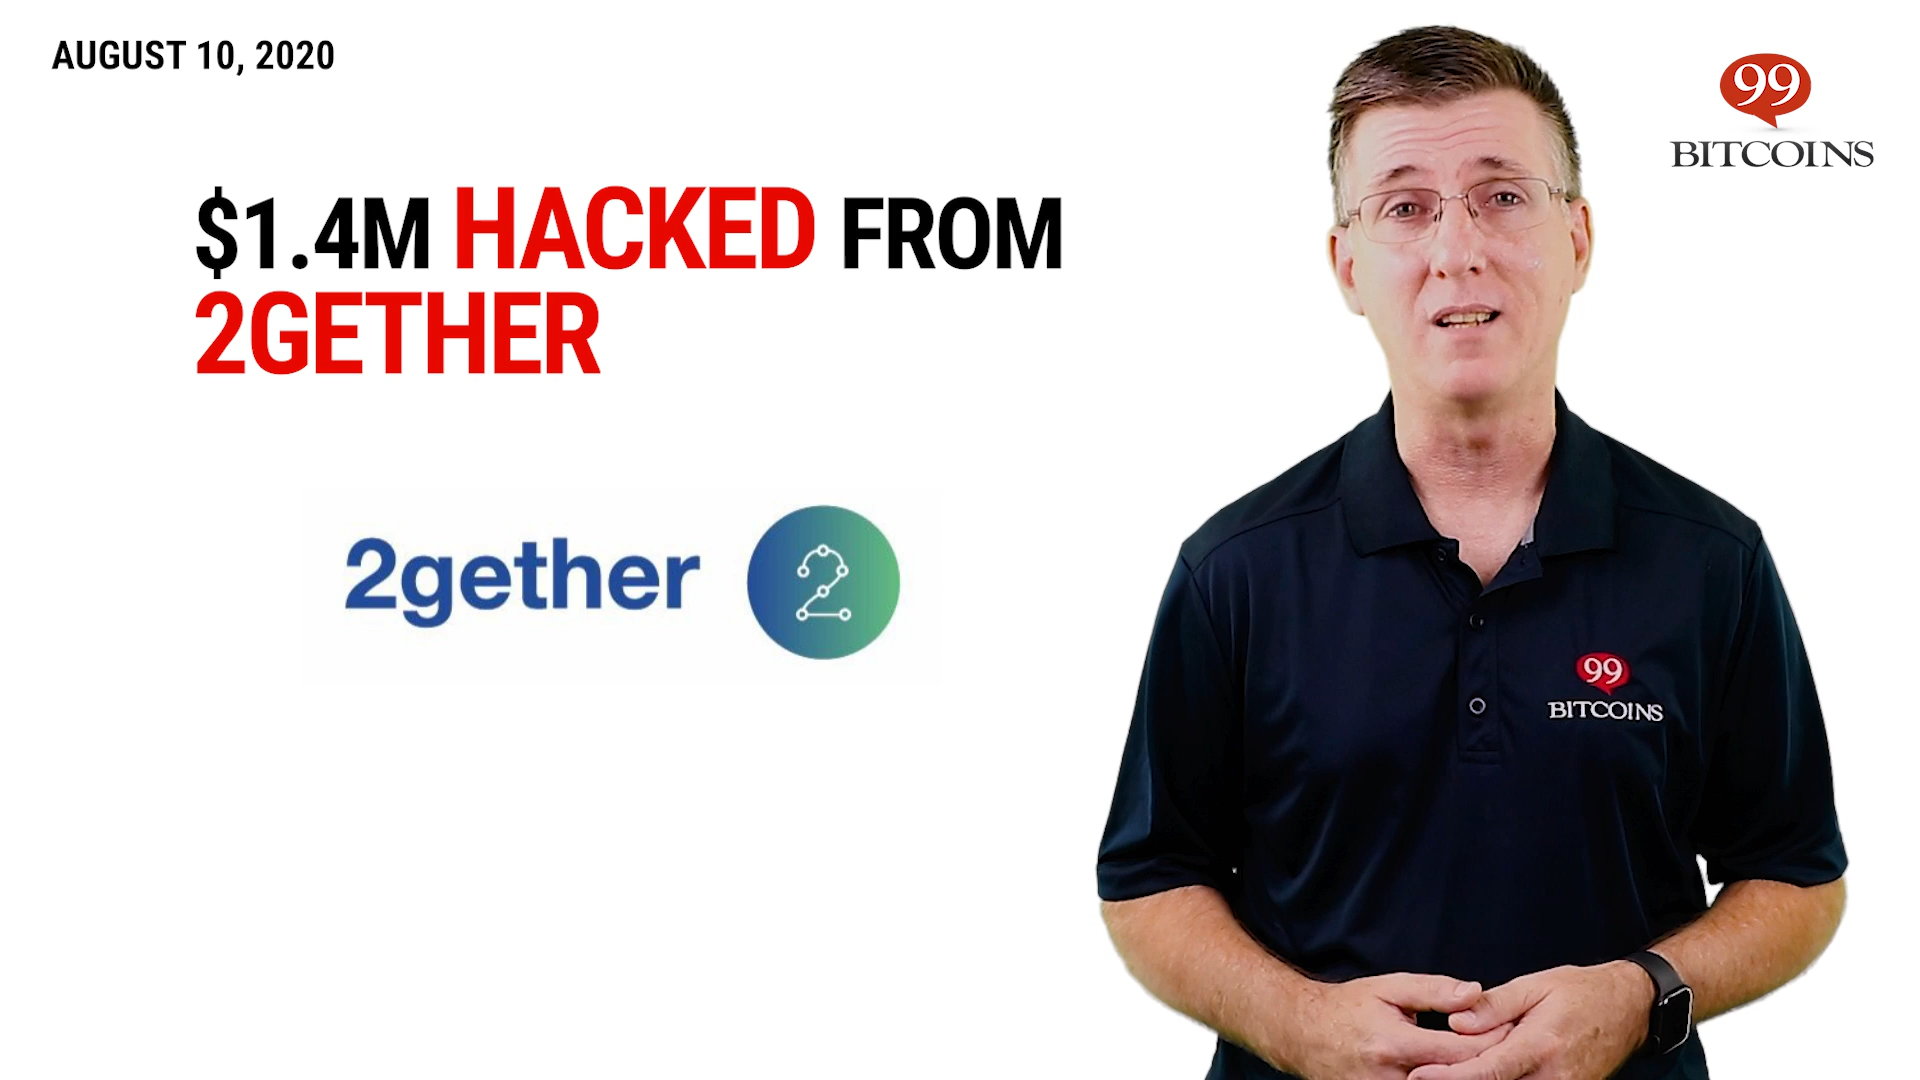 AUGUST 10, 2020
99
BITCOINS
$1.4M HACKED FROM
2GETHER
2gether
99
BITCOINS